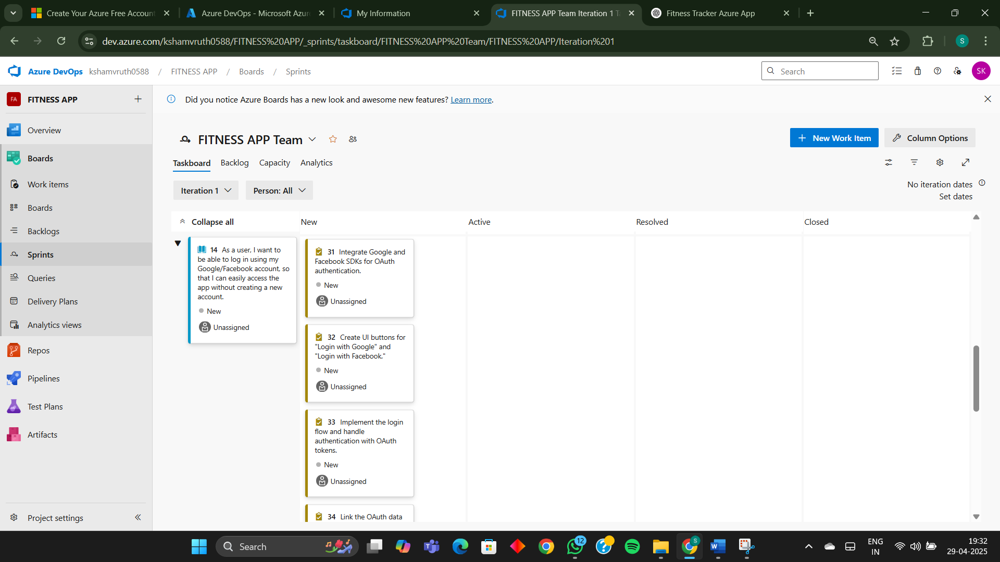 Create Your Azure Free Account
Azure DevOps - Microsoft Azur
My Information
FITNESS APP Team Iteration 1 T
Fitness Tracker Azure App
dev.azure.com/kshamvruth0588/FITNESS%20APP/_sprints/taskboard/FITNESS%20APP%20Team/FITNESS%20APP/Iteration%201
S
Azure DevOps kshamvruth0588 / FITNESS APP / Boards / Sprints
Search
SK
FA FITNESS APP
Did you notice Azure Boards has a new look and awesome new features? Learn more.
Overview
Boards
Work items
Boards
Backlogs
Sprints
Queries
Delivery Plans
Analytics views
Repos
Pipelines
Test Plans
Artifacts
Project settings
FITNESS APP Team
New Work Item
Column Options
Taskboard Backlog Capacity Analytics
Iteration 1
Person: All
No iteration dates
Set dates
Collapse all
New
Active
Resolved
Closed
14 As a user, I want to
be able to log in using my
Google/Facebook account, so
that I can easily access the
app without creating a new
account.
New
Unassigned
31 Integrate Google and
Facebook SDKs for OAuth
authentication.
New
Unassigned
32 Create UI buttons for
"Login with Google" and
"Login with Facebook."
New
Unassigned
33 Implement the login
flow and handle
authentication with OAuth
tokens.
New
Unassigned
34 Link the OAuth data
Search
12
S
ENG
IN
19:32
29-04-2025